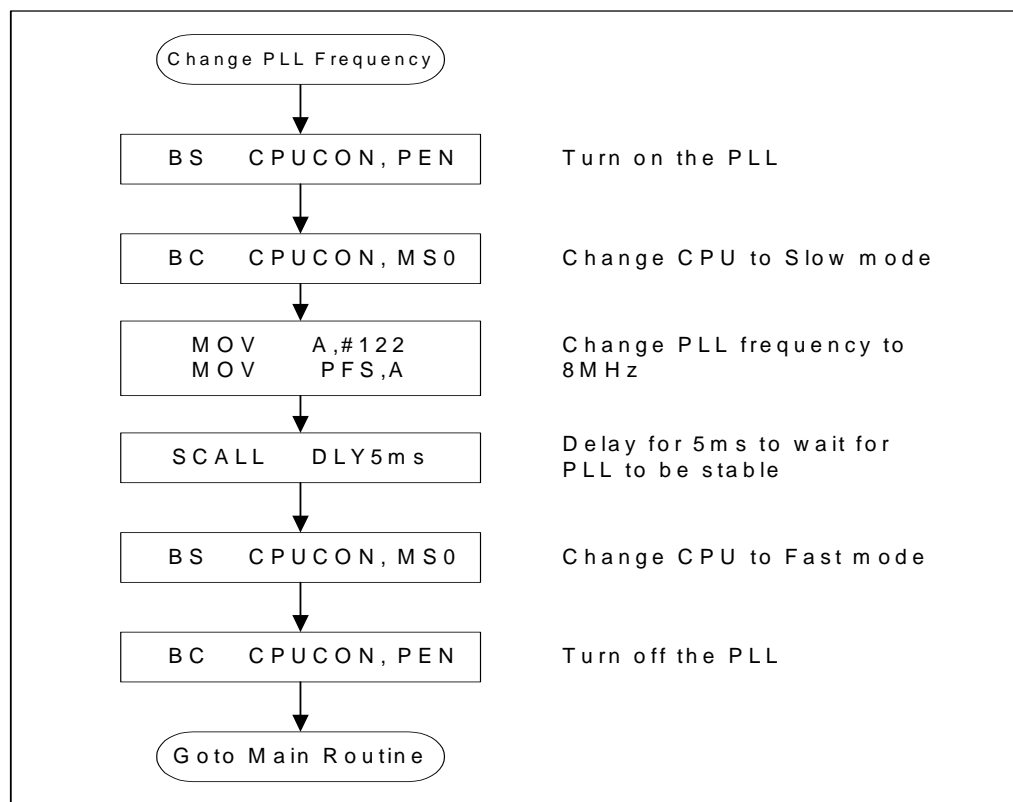 Change PLL Frequency
BS CPUCON, PEN
Turn on the PLL
BC CPUCON, MS0
Change CPU to Slow mode
MOV A,#122
MOV PFS,A
Change PLL frequency to
8MHz
SCALL DLY5ms
Delay for 5ms to wait for
PLL to be stable
BS CPUCON, MS0
Change CPU to Fast mode
BC CPUCON, PEN
Turn off the PLL
Goto Main Routine